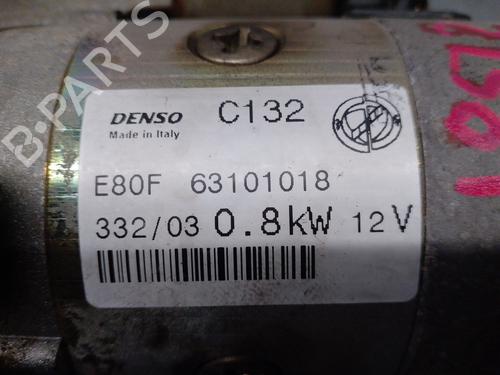 DENSO C132
Made in Italy
E80F 63101018
332/03 0.8kW 12V
B-PARTS